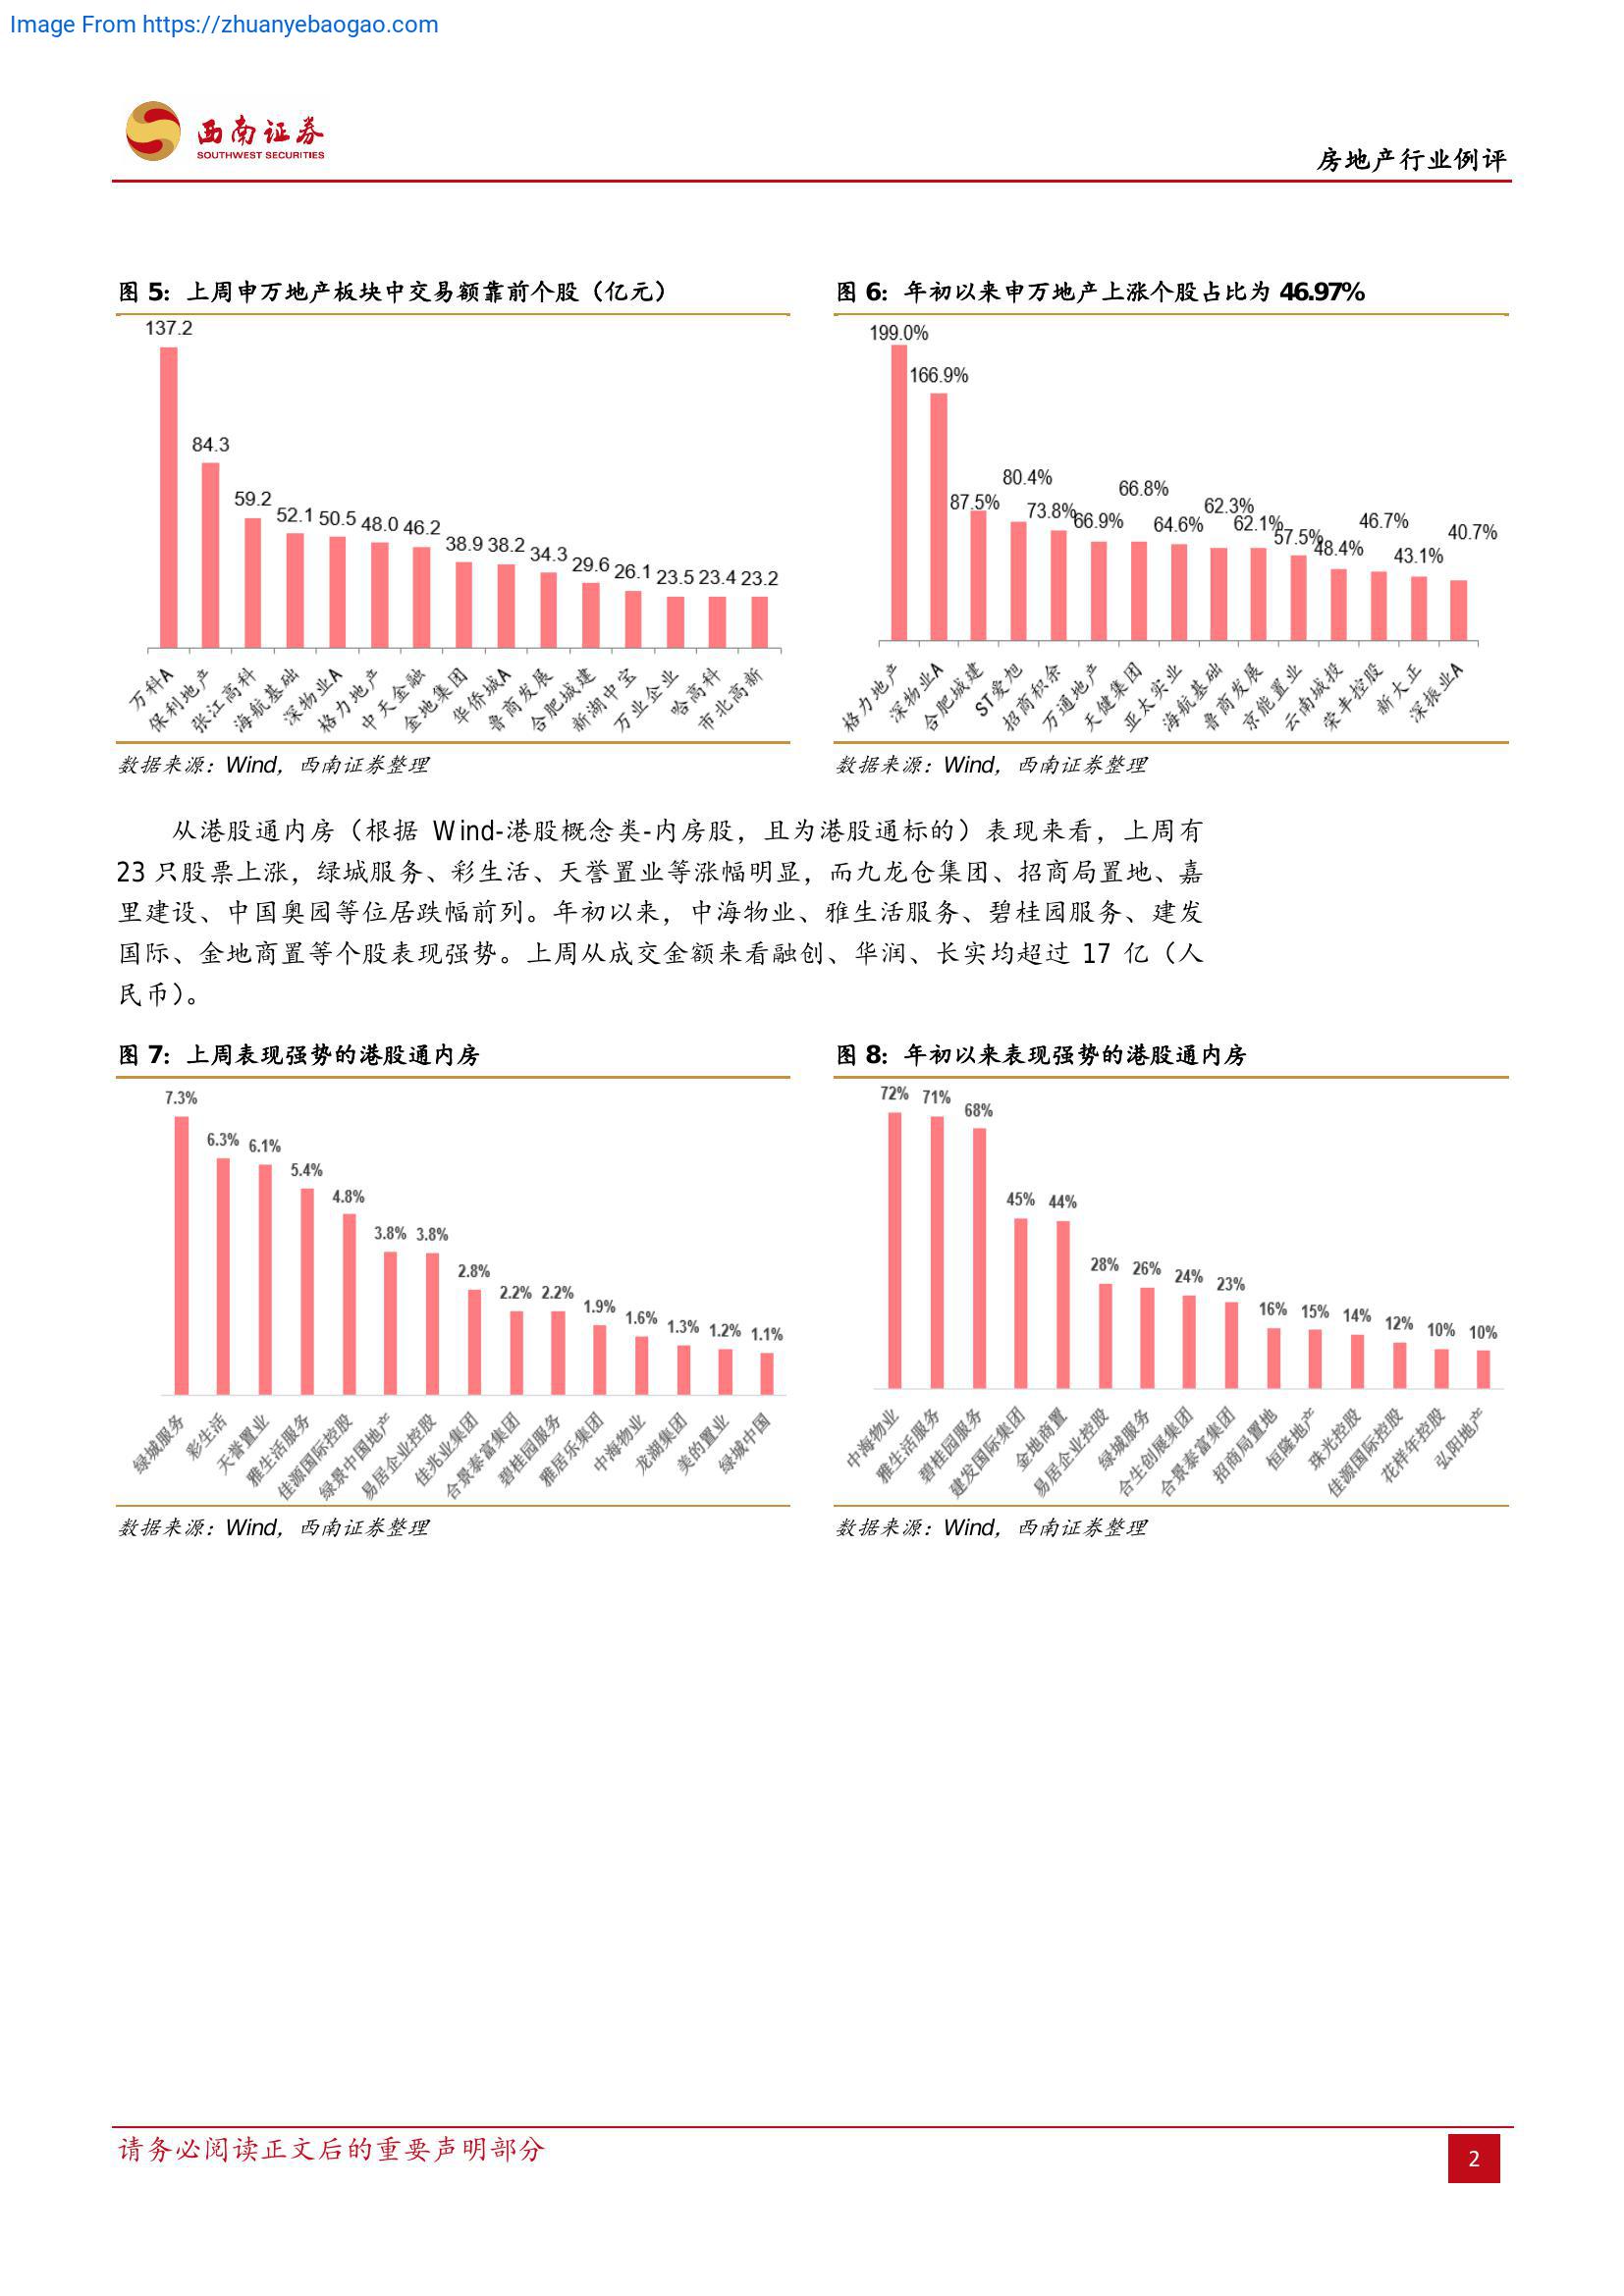 Image From https://zhuanyebaogao.com
西南证券
SOUTHWEST SECURITIES
房地产行业例评
图 5：上周申万地产板块中交易额靠前个股（亿元）
137.2
84.3
59.2
52.1 50.5 48.0 46.2
38.9 38.2 34.3 29.6 26.1 23.5 23.4 23.2
万科A 保利地产 张江高科 海航基础 深物业A 格力地产 中天金融 金地集团 华侨城A 鲁商发展 合肥城建 新湖中宝 万业企业 哈高科 市北高新
数据来源：Wind，西南证券整理
图 6：年初以来申万地产上涨个股占比为 46.97%
199.0%
166.9%
87.5% 80.4% 73.8% 66.9% 66.8% 64.6% 62.3% 62.1% 57.5% 48.4% 46.7% 43.1% 40.7%
格力地产 深物业A 合肥城建 ST爱旭 招商积余 万通地产 天健集团 亚太实业 海航基础 鲁商发展 京能置业 云南城投 荣丰控股 新大正 深振业A
数据来源：Wind，西南证券整理
从港股通内房（根据 Wind-港股概念类-内房股，且为港股通标的）表现来看，上周有
23 只股票上涨，绿城服务、彩生活、天誉置业等涨幅明显，而九龙仓集团、招商局置地、嘉
里建设、中国奥园等位居跌幅前列。年初以来，中海物业、雅生活服务、碧桂园服务、建发
国际、金地商置等个股表现强势。上周从成交金额来看融创、华润、长实均超过 17 亿（人
民币）。
图 7：上周表现强势的港股通内房
7.3% 6.3% 6.1% 5.4% 4.8% 3.8% 3.8% 2.8% 2.2% 2.2% 1.9% 1.6% 1.3% 1.2% 1.1%
绿城服务 彩生活 天誉置业 雅生活服务 佳源国际控股 绿景中国地产 易居企业控股 佳兆业集团 合景泰富集团 碧桂园服务 雅居乐集团 中海物业 龙湖集团 美的置业 绿城中国
数据来源：Wind，西南证券整理
图 8：年初以来表现强势的港股通内房
72% 71% 68% 45% 44% 28% 26% 24% 23% 16% 15% 14% 12% 10% 10%
中海物业 雅生活服务 碧桂园服务 建发国际集团 金地商置 易居企业控股 绿城服务 合生创展集团 合景泰富集团 招商局置地 恒隆地产 珠光控股 佳源国际控股 花样年控股 弘阳地产
数据来源：Wind，西南证券整理
请务必阅读正文后的重要声明部分
2